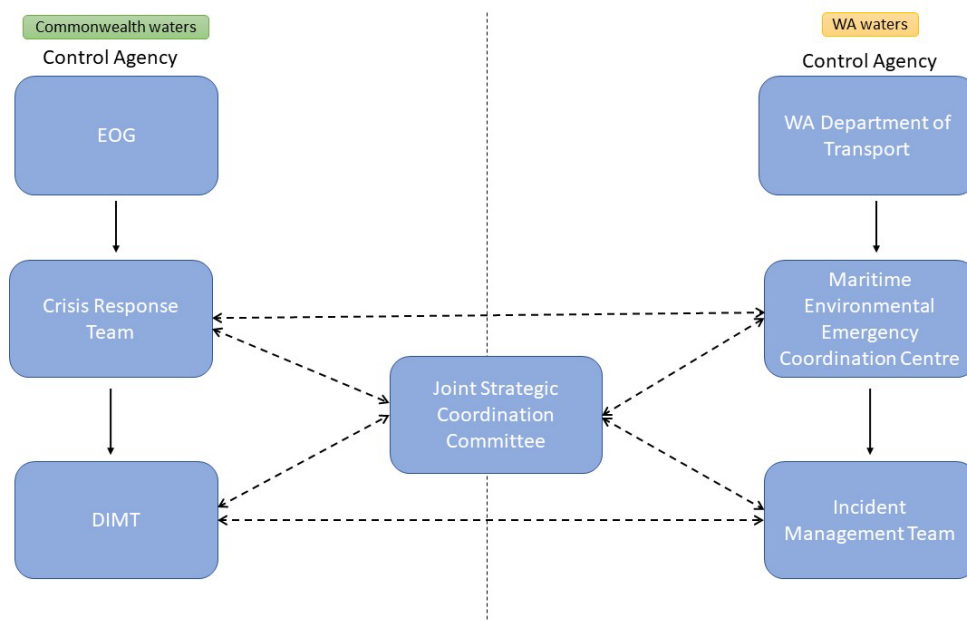 Commonwealth waters
Control Agency
EOG
Crisis Response
Team
DIMT
Joint Strategic
Coordination
Committee
WA waters
Control Agency
WA Department of
Transport
Maritime
Environmental
Emergency
Coordination Centre
Incident
Management Team